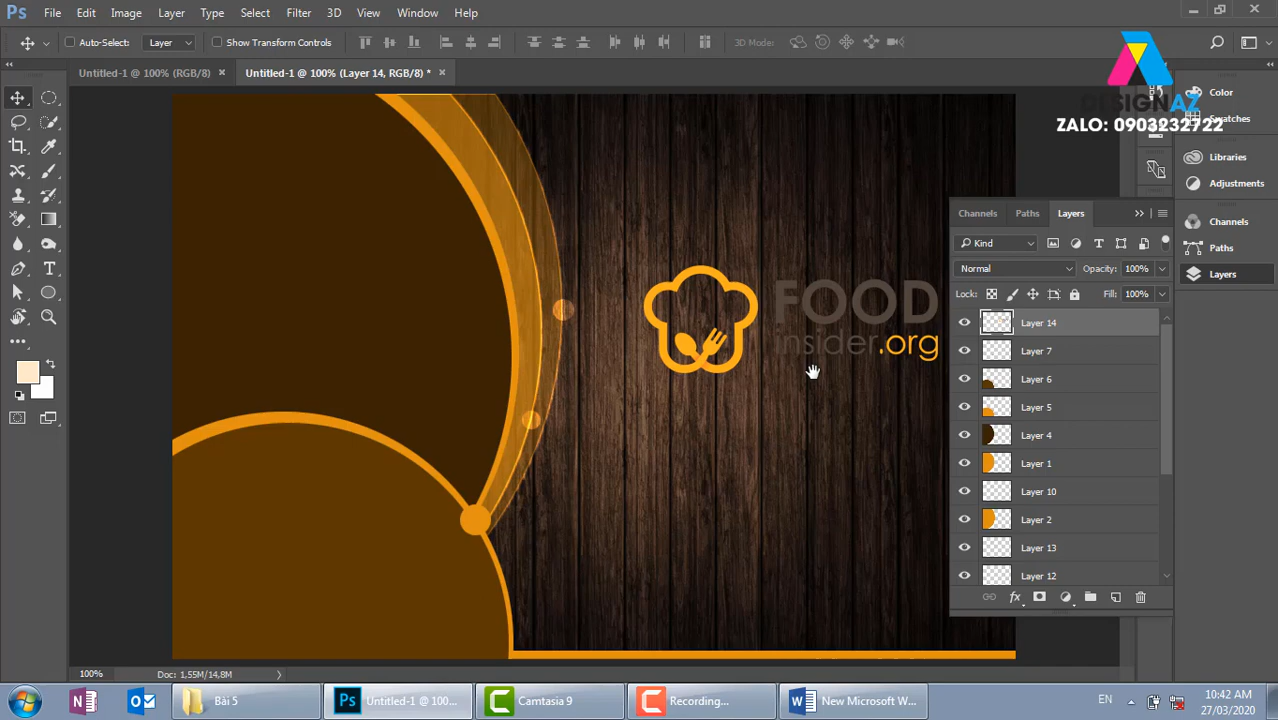 Ps File Edit Image Layer Type Select Filter 3D View Window Help
Auto-Select: Layer Show Transform Controls 3D Mode:
Untitled-1 @ 100% (RGB/8) × Untitled-1 @ 100% (Layer 14, RGB/8) * ×
DESIGNAZ
ZALO: 0903232722
Color
Swatches
Libraries
Adjustments
Channels
Paths
Layers
Channels Paths Layers
Kind
Normal Opacity: 100%
Lock: Fill: 100%
Layer 14
Layer 7
Layer 6
Layer 5
Layer 4
Layer 1
Layer 10
Layer 2
Layer 13
Layer 12
fx
FOOD
insider.org
100% Doc: 1,55M/14,8M
Bài 5
Untitled-1 @ 100...
Camtasia 9
Recording...
New Microsoft W...
EN
10:42 AM
27/03/2020